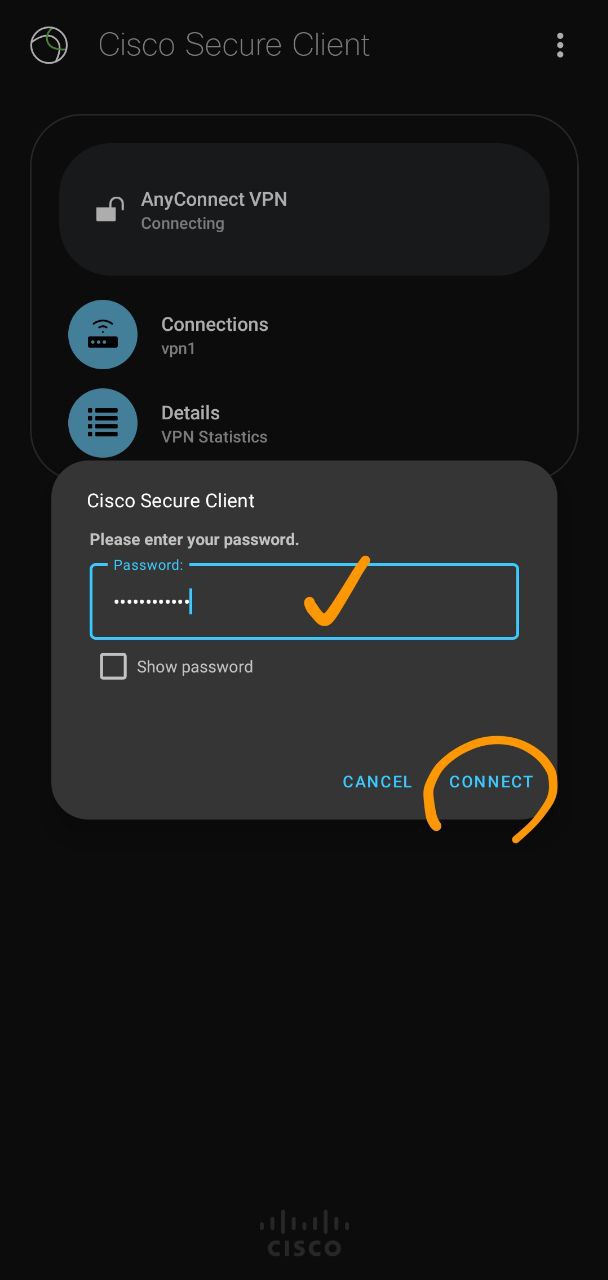 Cisco Secure Client
AnyConnect VPN
Connecting
Connections
vpn1
Details
VPN Statistics
Cisco Secure Client
Please enter your password.
Password:
••••••••••••
Show password
CANCEL
CONNECT
CISCO